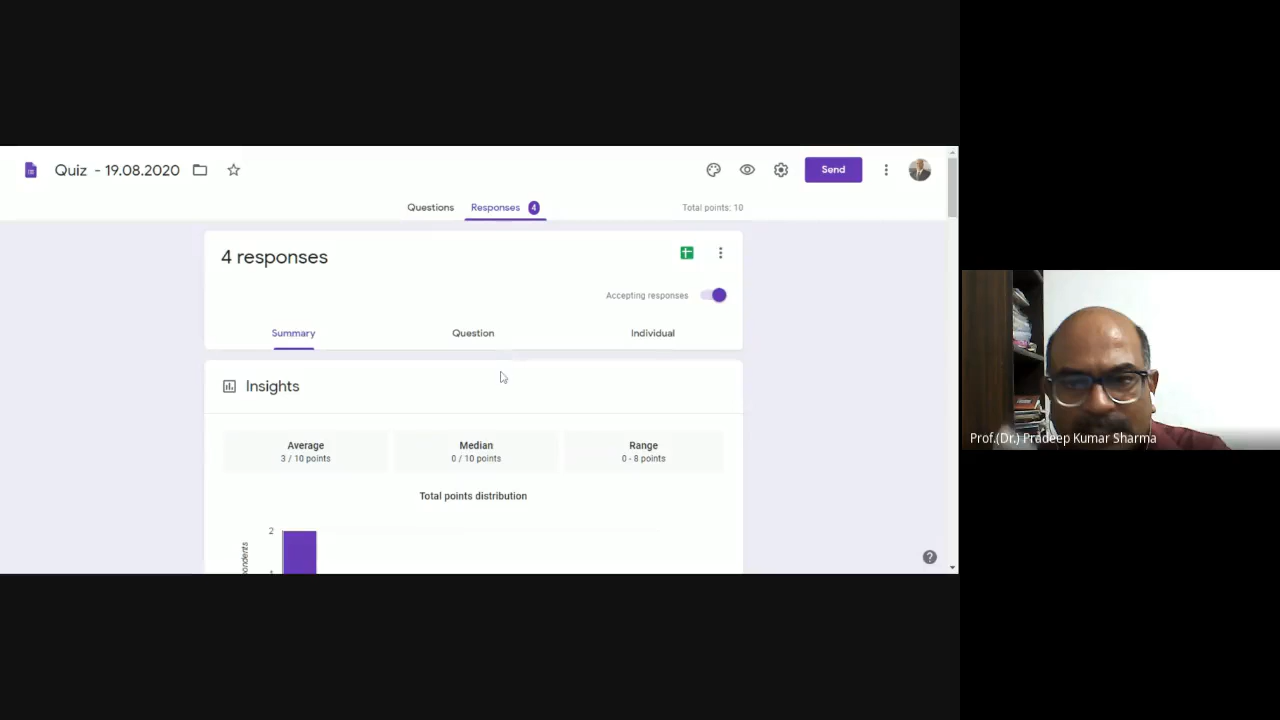 Quiz - 19.08.2020
Send
Questions
Responses 4
Total points: 10
4 responses
Accepting responses
Summary
Question
Individual
Insights
Average
3 / 10 points
Median
0 / 10 points
Range
0 - 8 points
Total points distribution
2
Prof.(Dr.) Pradeep Kumar Sharma